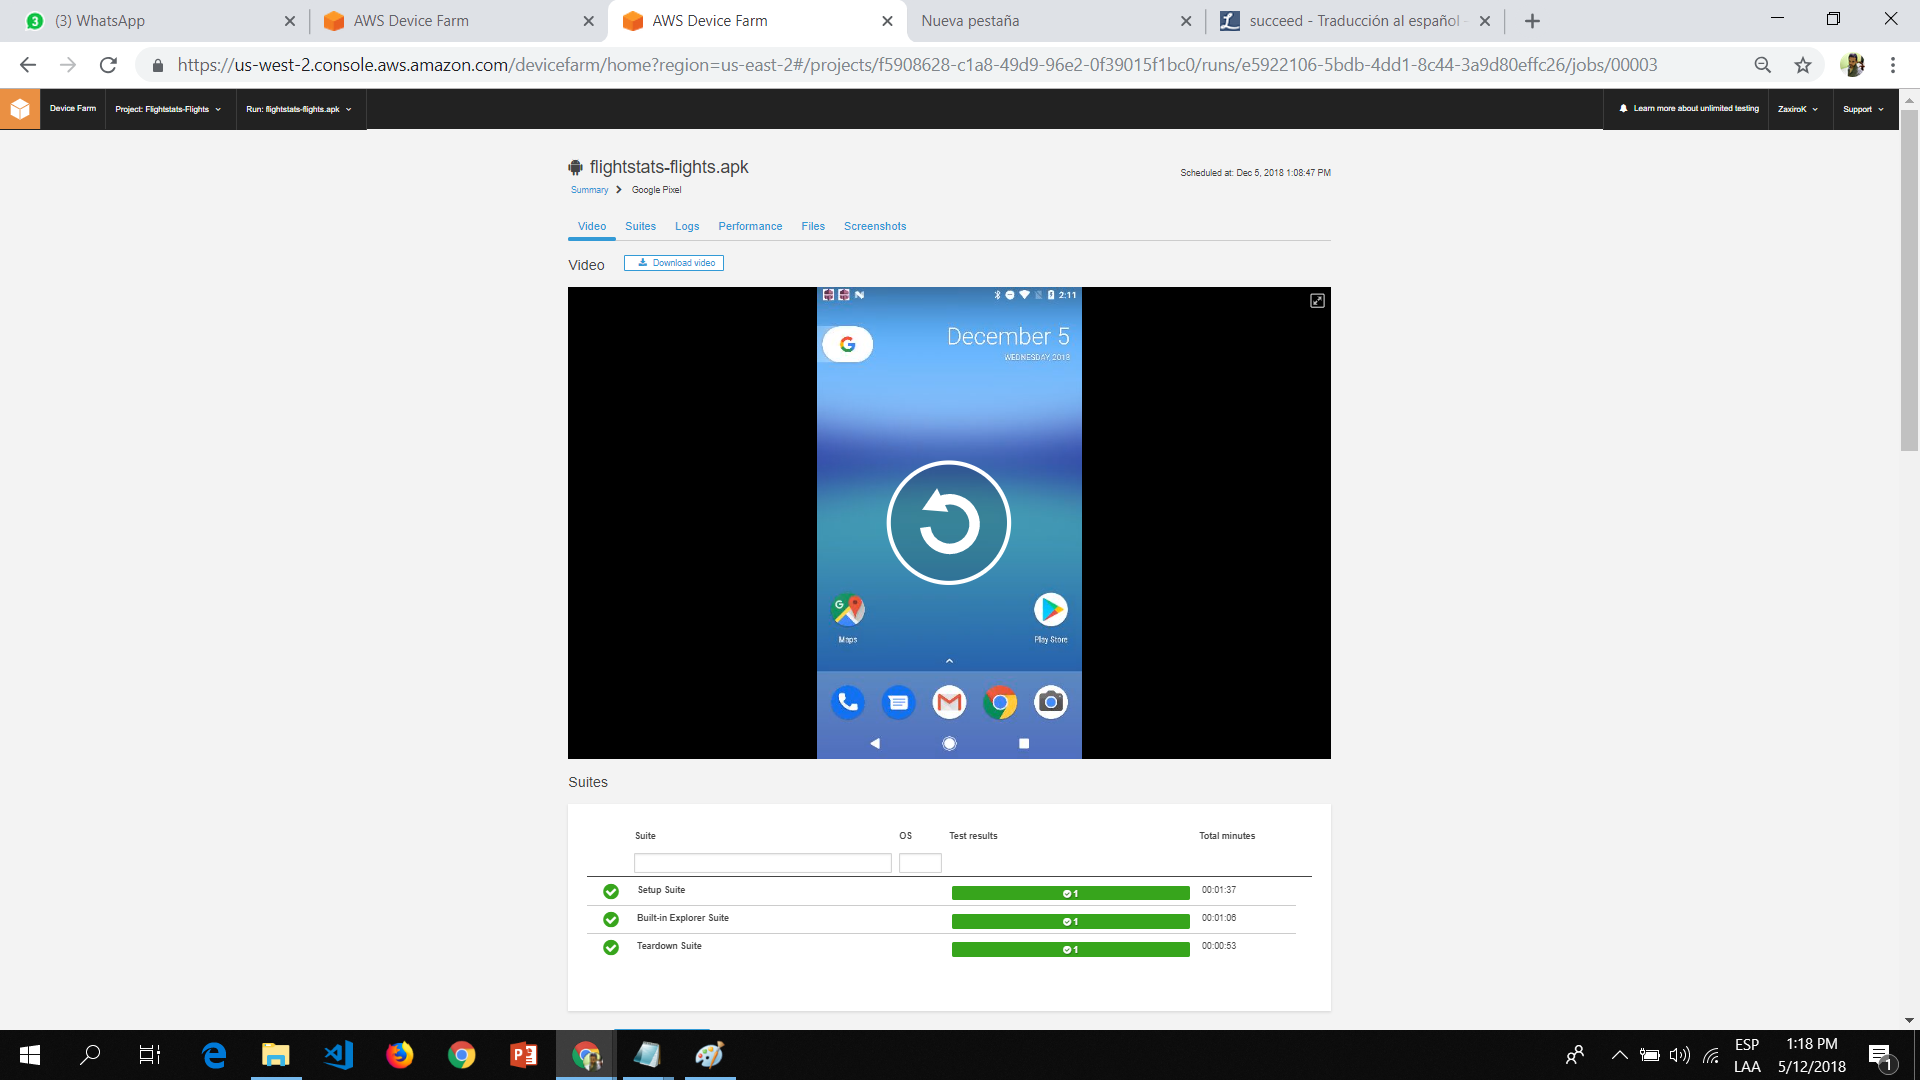 (3) WhatsApp
AWS Device Farm
AWS Device Farm
Nueva pestaña
succeed - Traducción al español -
https://us-west-2.console.aws.amazon.com/devicefarm/home?region=us-east-2#/projects/f5908628-c1a8-49d9-96e2-0f39015f1bc0/runs/e5922106-5bdb-4dd1-8c44-3a9d80effc26/jobs/00003
Device Farm
Project: Flightstats-Flights
Run: flightstats-flights.apk
Learn more about unlimited testing
ZaxiroK
Support
flightstats-flights.apk
Scheduled at: Dec 5, 2018 1:08:47 PM
Summary
Google Pixel
Video
Suites
Logs
Performance
Files
Screenshots
Video
Download video
2:11
December 5
WEDNESDAY, 2018
Maps
Play Store
Suites
Suite
OS
Test results
Total minutes
Setup Suite
1
00:01:37
Built-in Explorer Suite
1
00:01:06
Teardown Suite
1
00:00:53
ESP
LAA
1:18 PM
5/12/2018
1